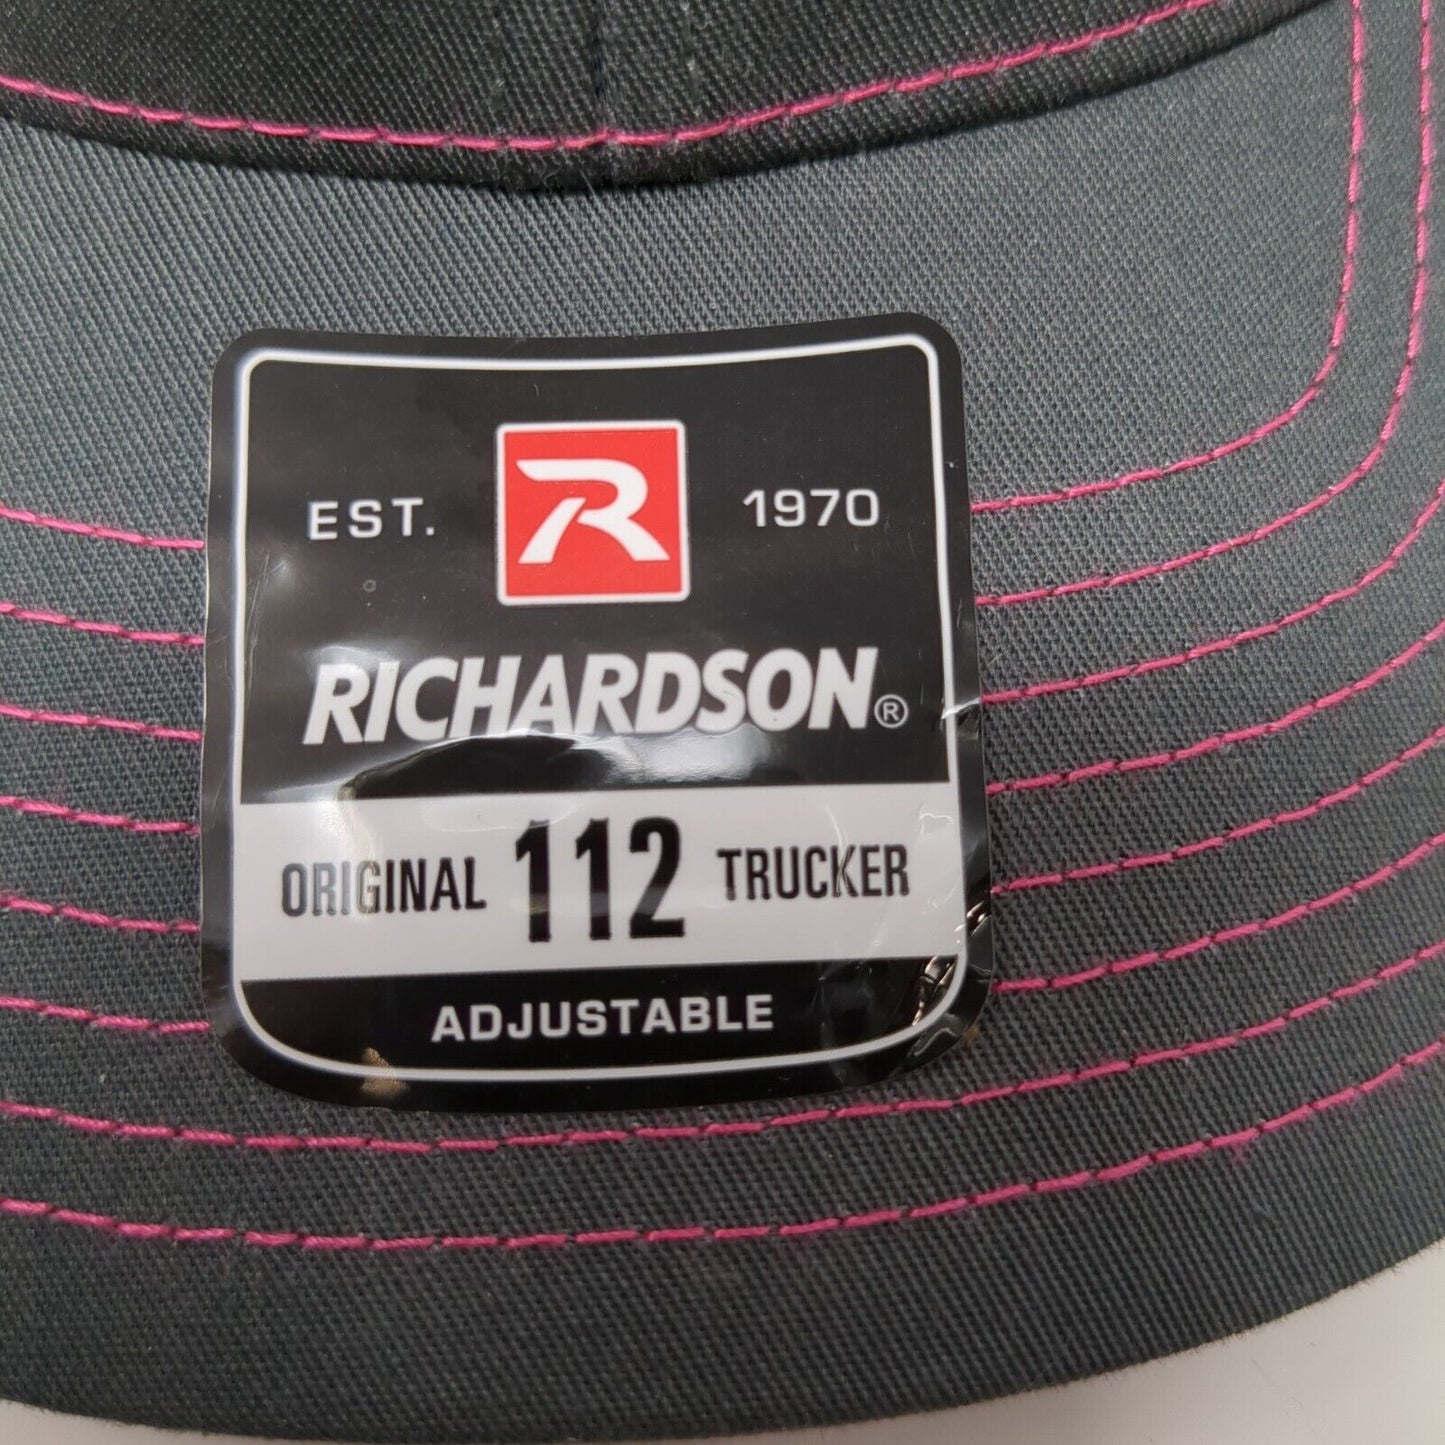 EST. R 1970
RICHARDSON®
ORIGINAL 112 TRUCKER
ADJUSTABLE